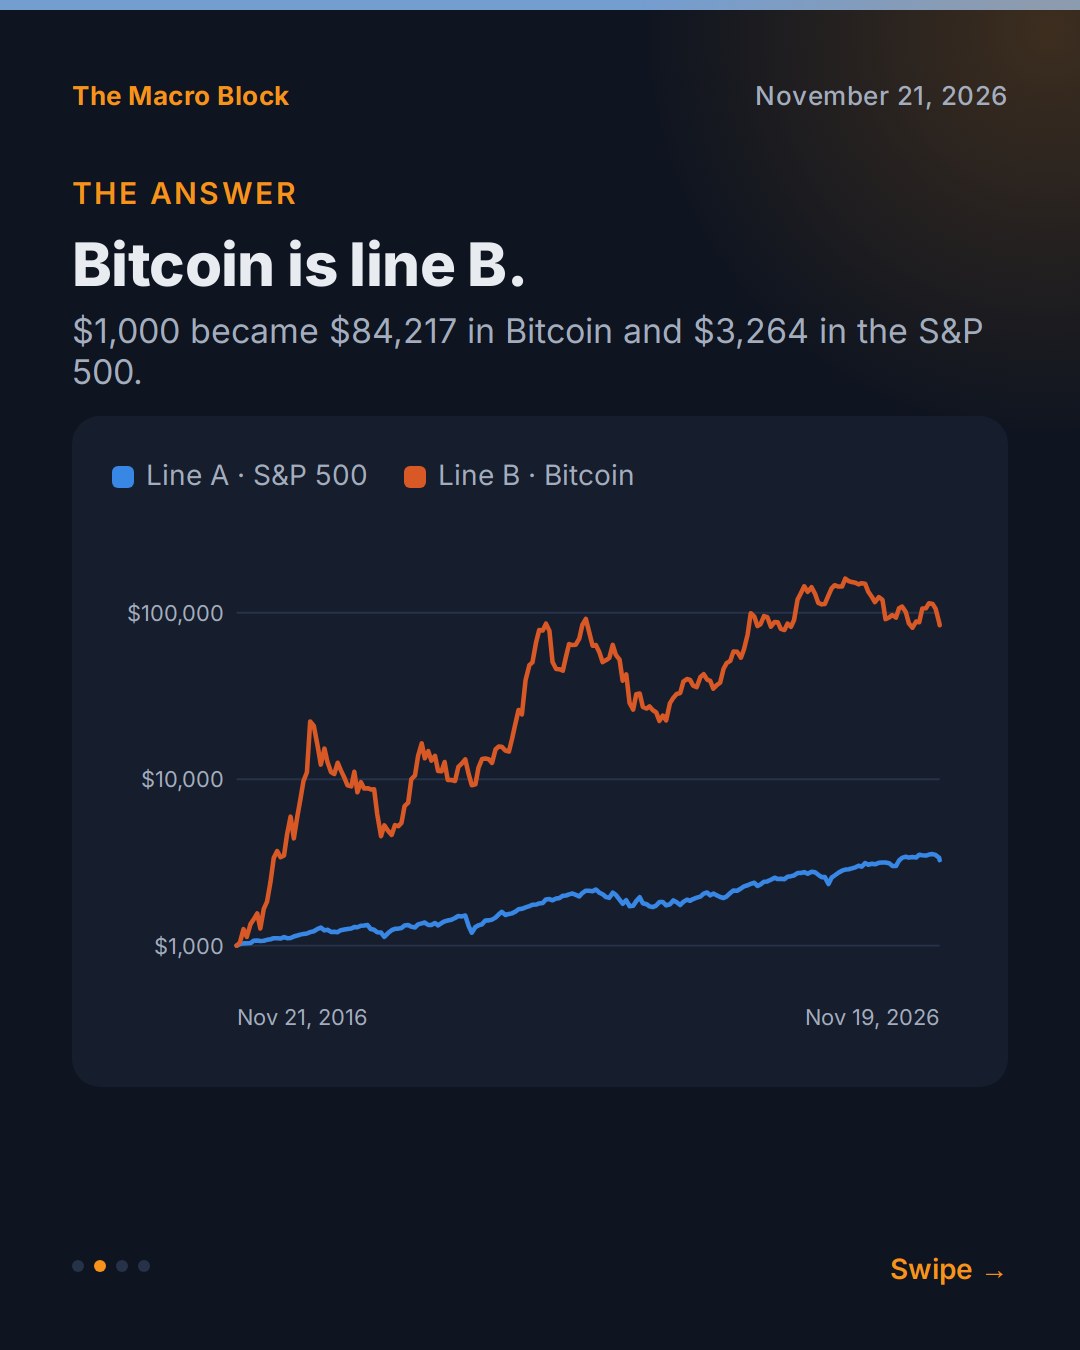 The Macro Block
November 21, 2026
THE ANSWER
Bitcoin is line B.
$1,000 became $84,217 in Bitcoin and $3,264 in the S&P
500.
Line A · S&P 500
Line B · Bitcoin
$100,000
$10,000
$1,000
Nov 21, 2016
Nov 19, 2026
Swipe →